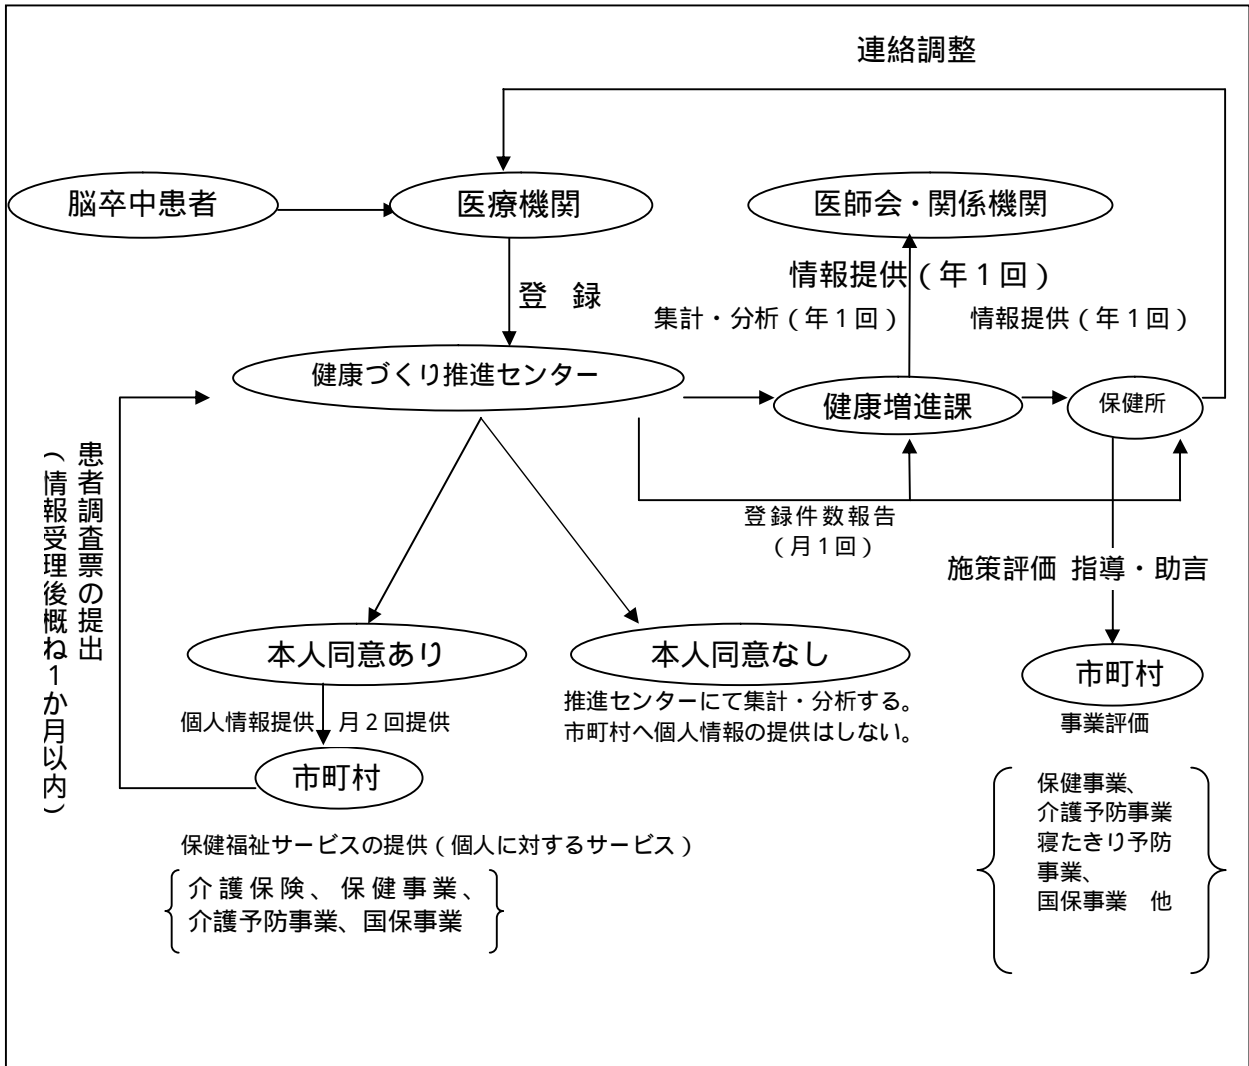 連絡調整
脳卒中患者
医療機関
医師会・関係機関
情報提供（年１回）
登　録
集計・分析（年１回）
情報提供（年１回）
健康づくり推進センター
健康増進課
保健所
患者調査票の提出
（情報受理後概ね1か月以内）
登録件数報告
（月１回）
施策評価 指導・助言
本人同意あり
本人同意なし
市町村
推進センターにて集計・分析する。
市町村へ個人情報の提供はしない。
事業評価
個人情報提供　月２回提供
市町村
保健事業、
介護予防事業
寝たきり予防
事業、
国保事業　他
保健福祉サービスの提供（個人に対するサービス）
介護保険、保健事業、
介護予防事業、国保事業